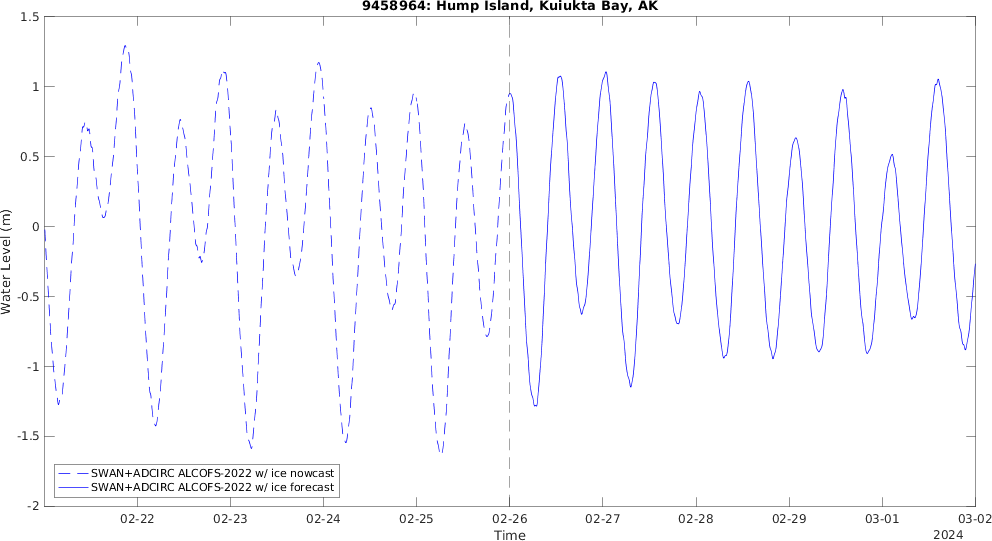 9458964: Hump Island, Kuiukta Bay, AK
1.5
1
0.5
0
-0.5
-1
-1.5
-2
Water Level (m)
SWAN+ADCIRC ALCOFS-2022 w/ ice nowcast
SWAN+ADCIRC ALCOFS-2022 w/ ice forecast
02-22 02-23 02-24 02-25 02-26 02-27 02-28 02-29 03-01 03-02
Time
2024